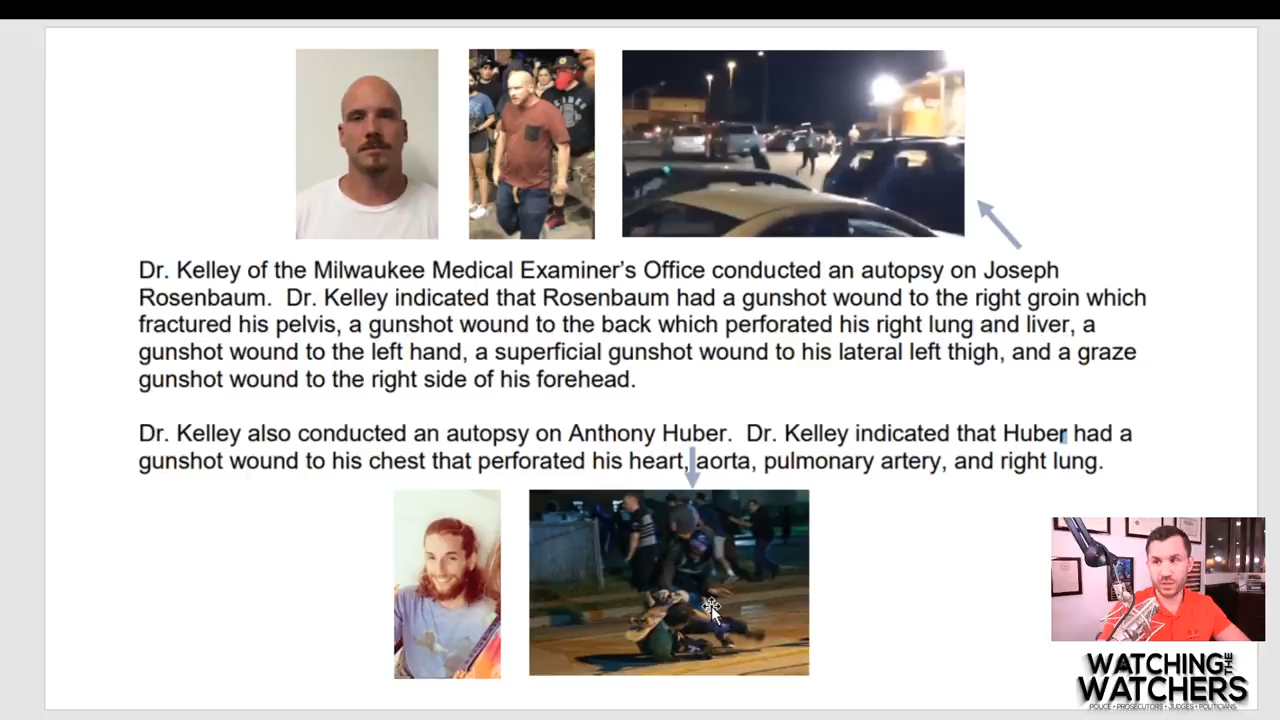 Dr. Kelley of the Milwaukee Medical Examiner's Office conducted an autopsy on Joseph
Rosenbaum.  Dr. Kelley indicated that Rosenbaum had a gunshot wound to the right groin which
fractured his pelvis, a gunshot wound to the back which perforated his right lung and liver, a
gunshot wound to the left hand, a superficial gunshot wound to his lateral left thigh, and a graze
gunshot wound to the right side of his forehead.
Dr. Kelley also conducted an autopsy on Anthony Huber.  Dr. Kelley indicated that Huber had a
gunshot wound to his chest that perforated his heart, aorta, pulmonary artery, and right lung.
WATCHING THE
WATCHERS
POLICE • PROSECUTORS • JUDGES • POLITICIANS